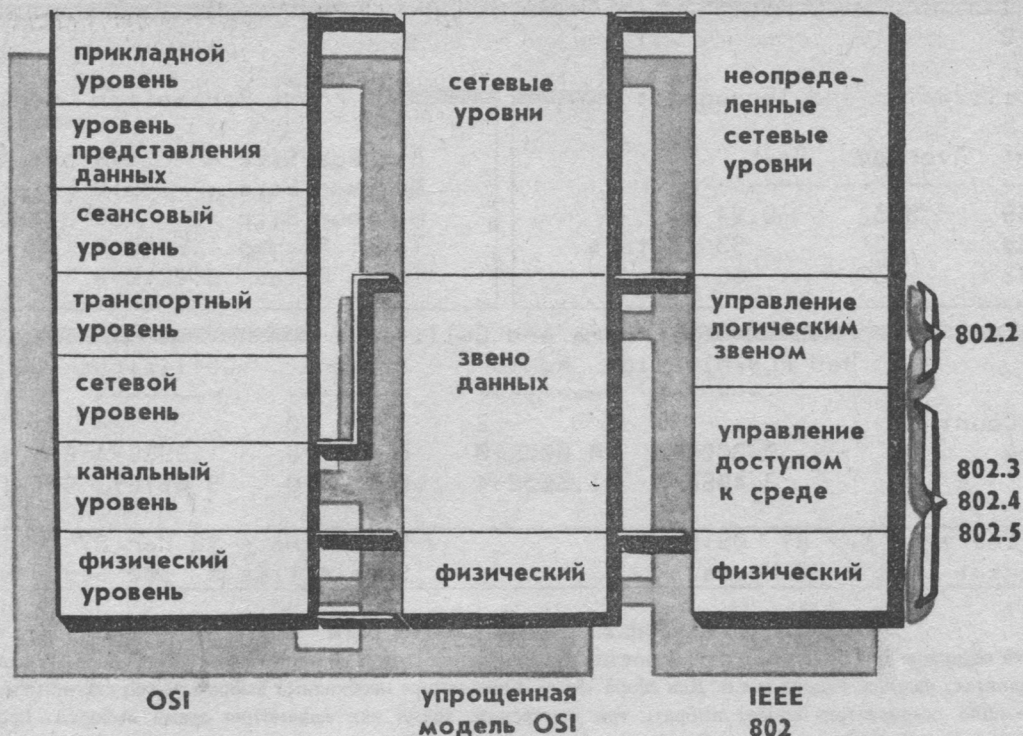 прикладной
уровень
уровень
представления
данных
сеансовый
уровень
транспортный
уровень
сетевой
уровень
канальный
уровень
физический
уровень
OSI
сетевые
уровни
звено
данных
физический
упрощенная
модель OSI
неопреде-
ленные
сетевые
уровни
управление
логическим
звеном
управление
доступом
к среде
физический
IEEE
802
802.2
802.3
802.4
802.5